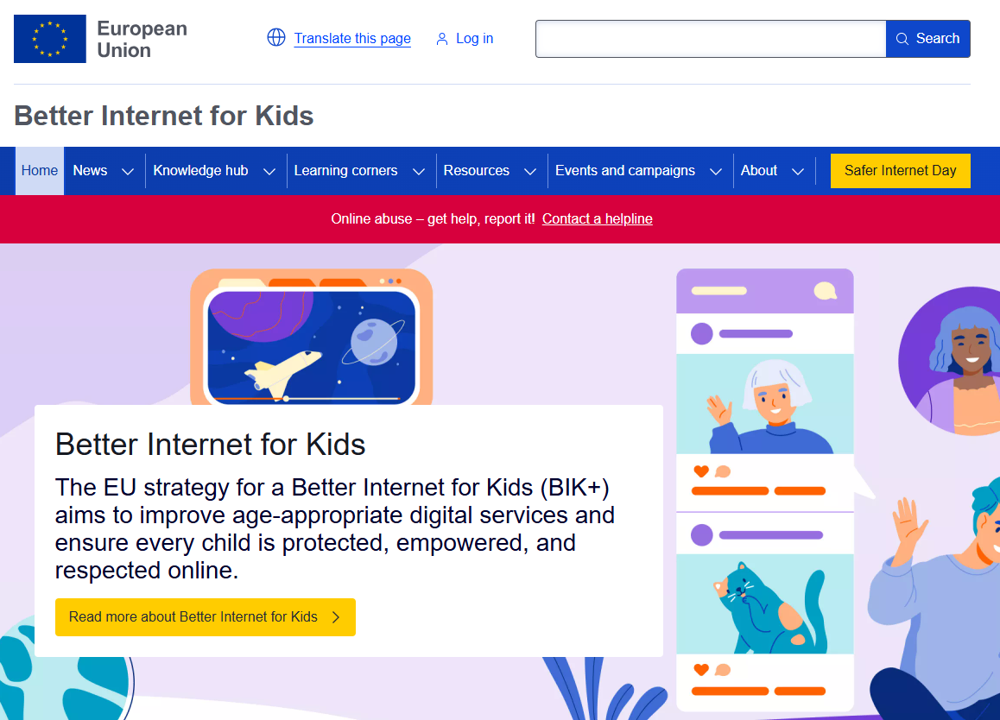 European
Union
Translate this page
Log in
Search
Better Internet for Kids
Home
News
Knowledge hub
Learning corners
Resources
Events and campaigns
About
Safer Internet Day
Online abuse – get help, report it! Contact a helpline
Better Internet for Kids
The EU strategy for a Better Internet for Kids (BIK+)
aims to improve age-appropriate digital services and
ensure every child is protected, empowered, and
respected online.
Read more about Better Internet for Kids